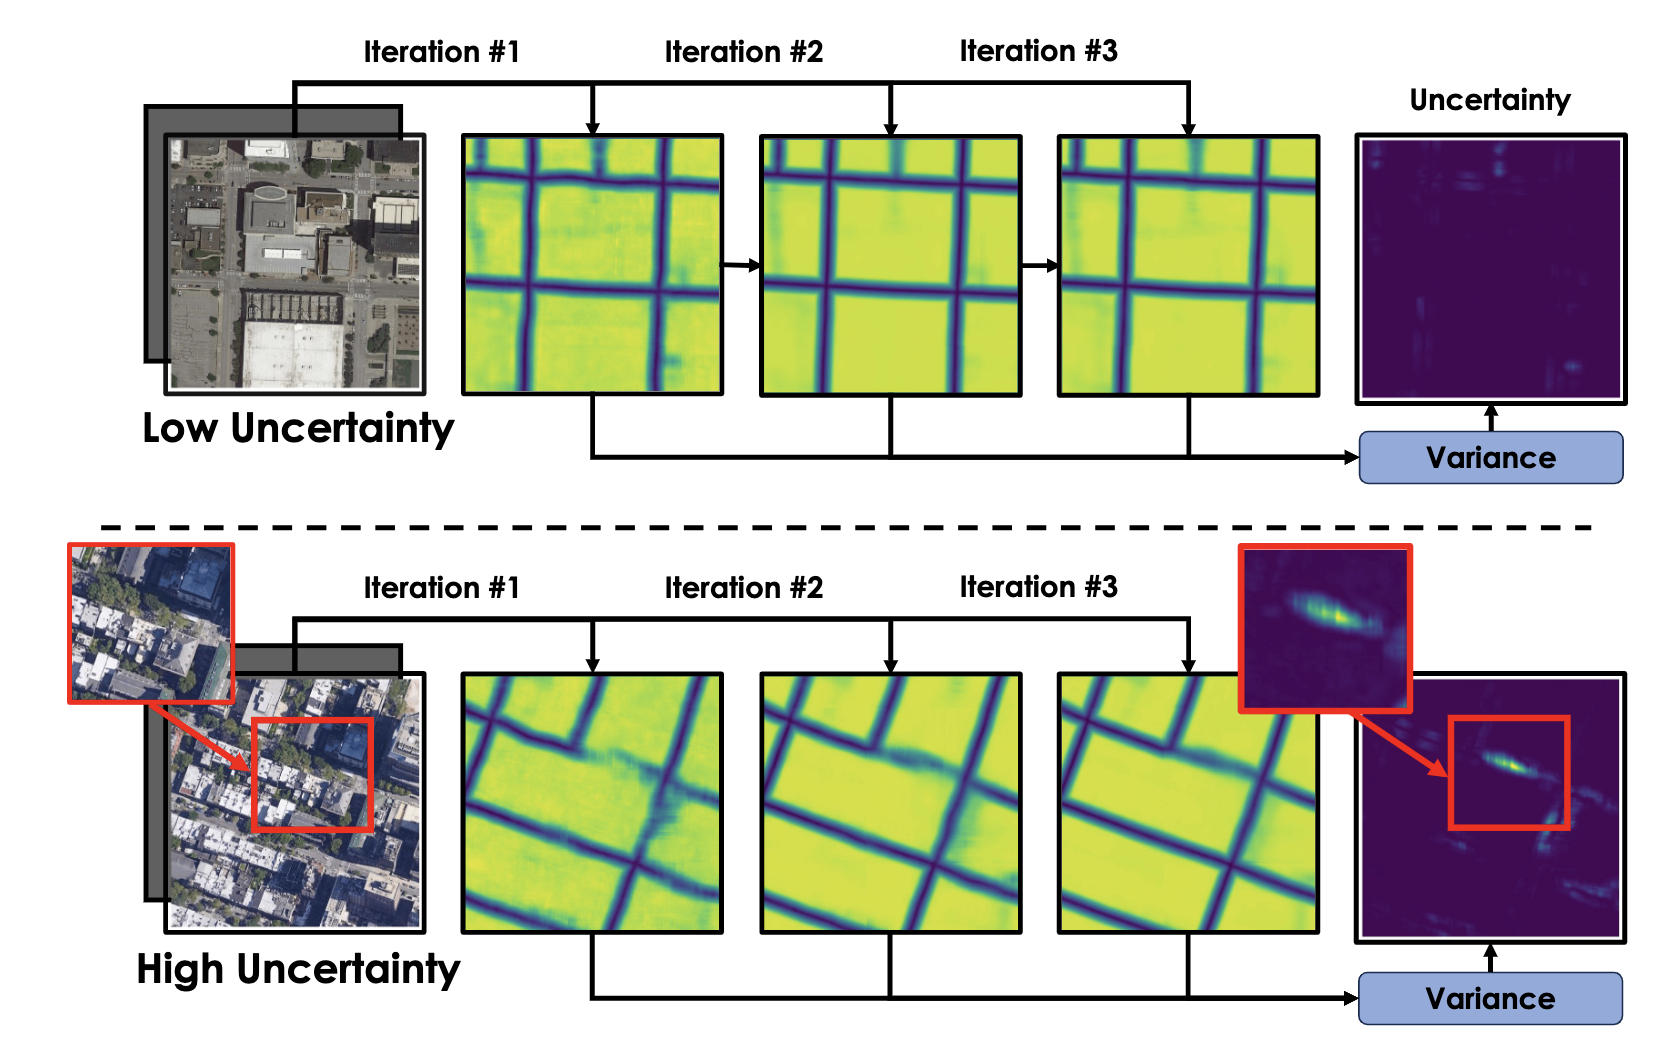 Iteration #1
Iteration #2
Iteration #3
Uncertainty
Low Uncertainty
Variance
Iteration #1
Iteration #2
Iteration #3
High Uncertainty
Variance